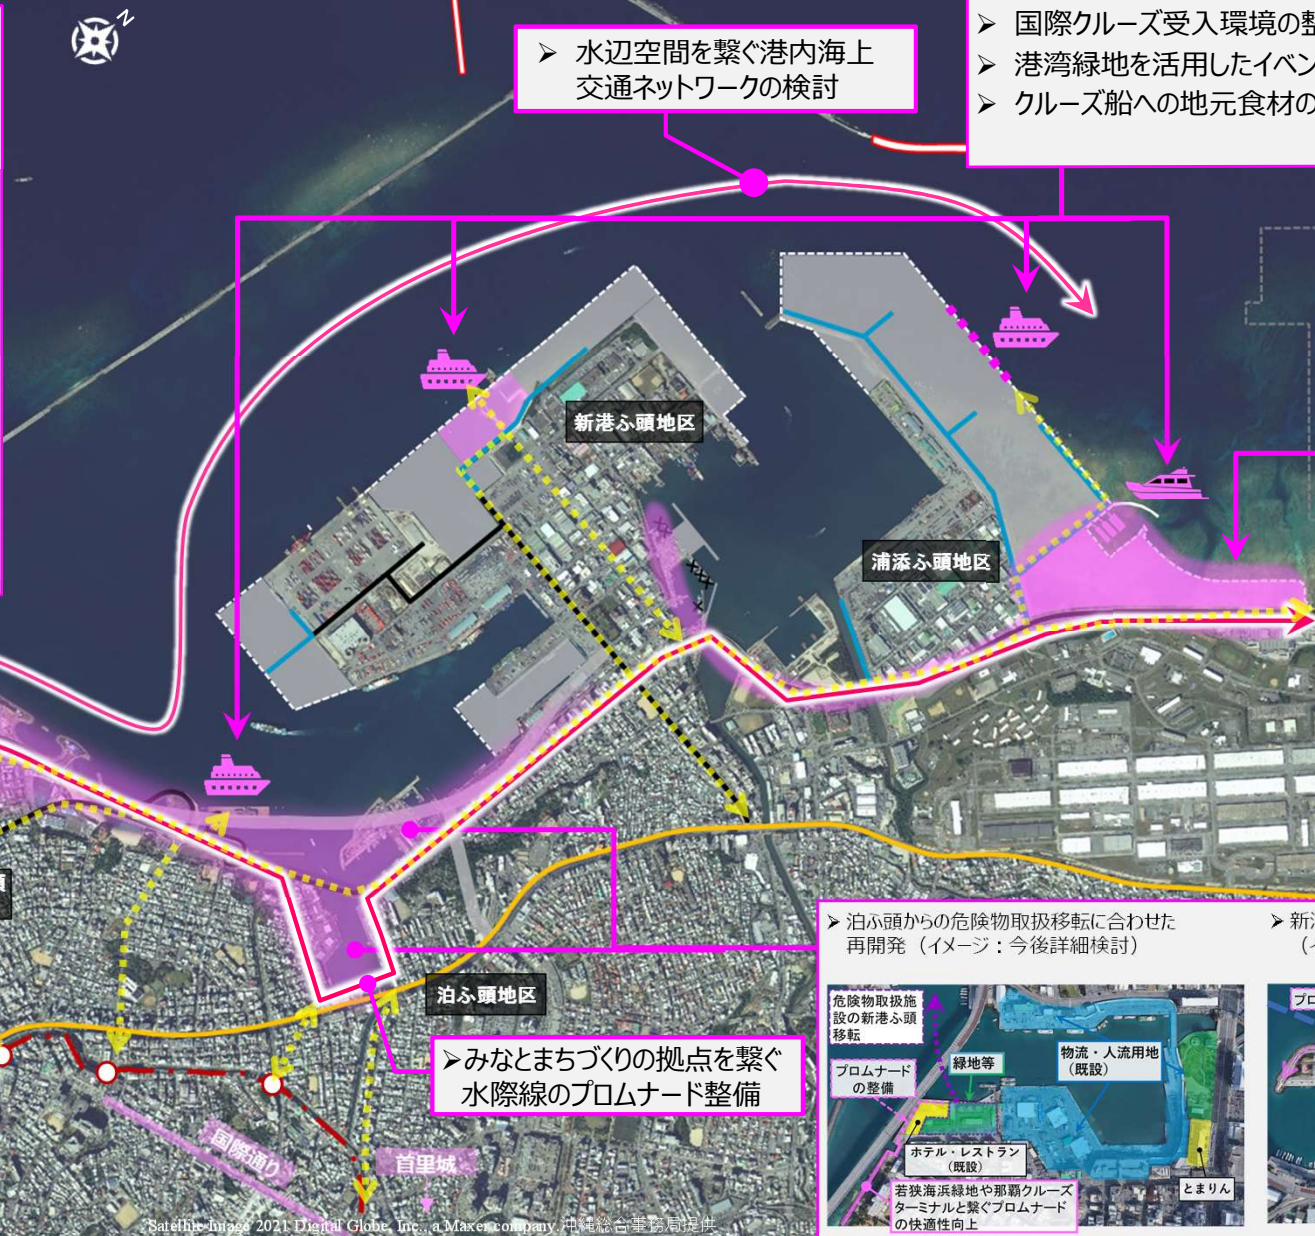 N
➢ 水辺空間を繋ぐ港内海上
交通ネットワークの検討
➢ 国際クルーズ受入環境の整
➢ 港湾緑地を活用したイベン
➢ クルーズ船への地元食材の
新港ふ頭地区
浦添ふ頭地区
泊ふ頭地区
➢みなとまちづくりの拠点を繋ぐ
水際線のプロムナード整備
国際通り
首里城
➢ 泊ふ頭からの危険物取扱移転に合わせた
再開発（イメージ：今後詳細検討）
➢ 新
危険物取扱施
設の新港ふ頭
移転
プロムナード
の整備
緑地等
物流・人流用地
（既設）
ホテル・レストラン
（既設）
とまりん
若狭海浜緑地や那覇クルーズ
ターミナルと繋ぐプロムナード
の快適性向上
プロ
Satellite Image 2021 Digital Globe, Inc., a Maxer company.沖縄総合事務局提供